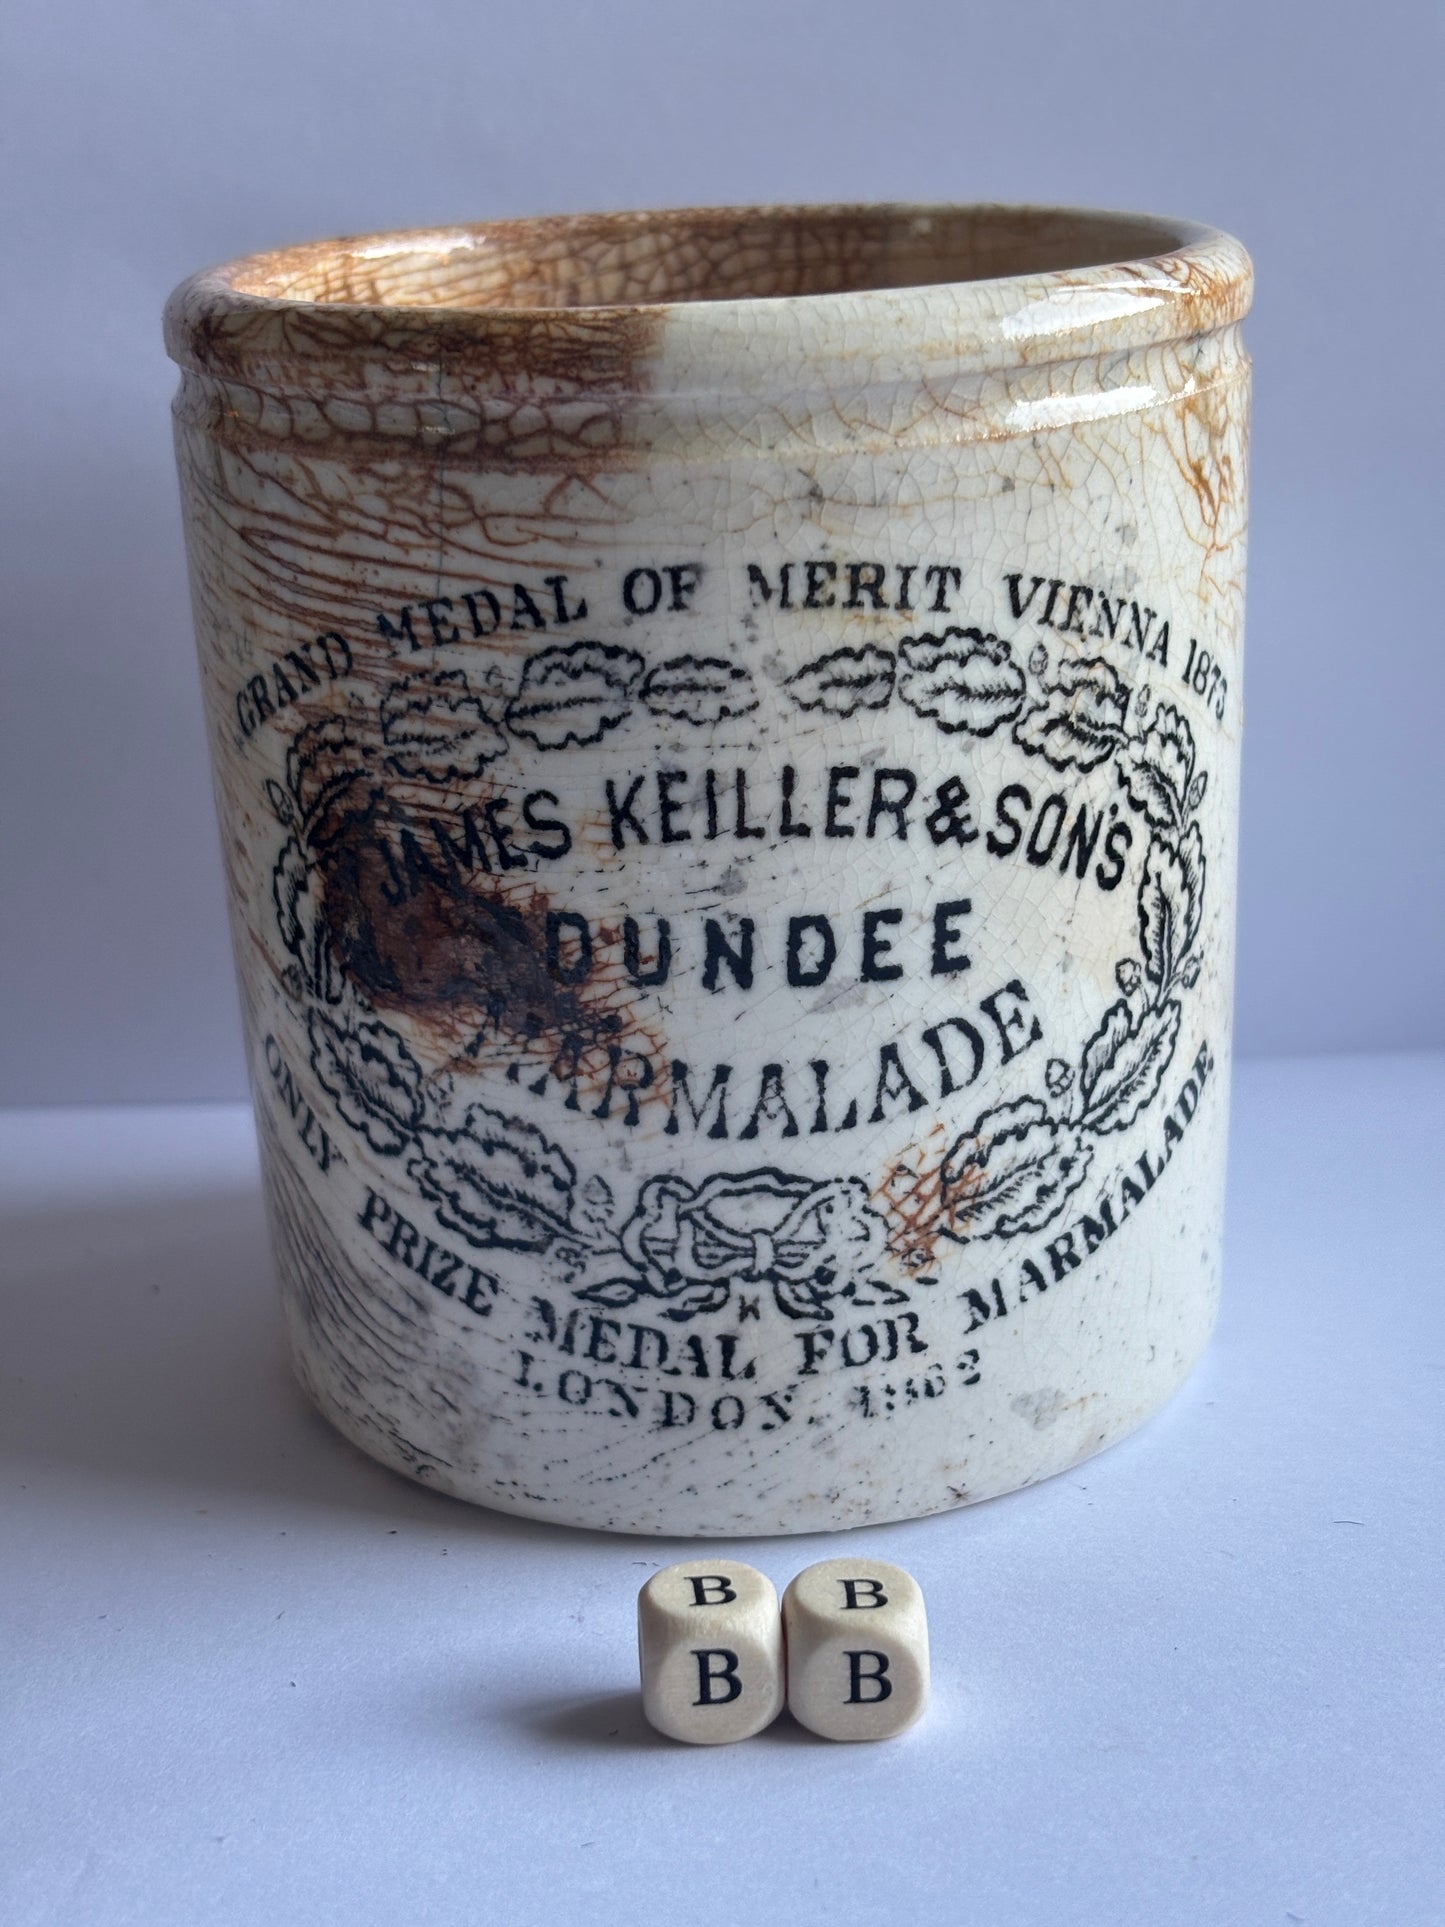 GRAND MEDAL OF MERIT VIENNA 1873
JAMES KEILLER & SON'S
DUNDEE
MARMALADE
ONLY PRIZE MEDAL FOR MARMALADE
LONDON. 1862
B B
B B